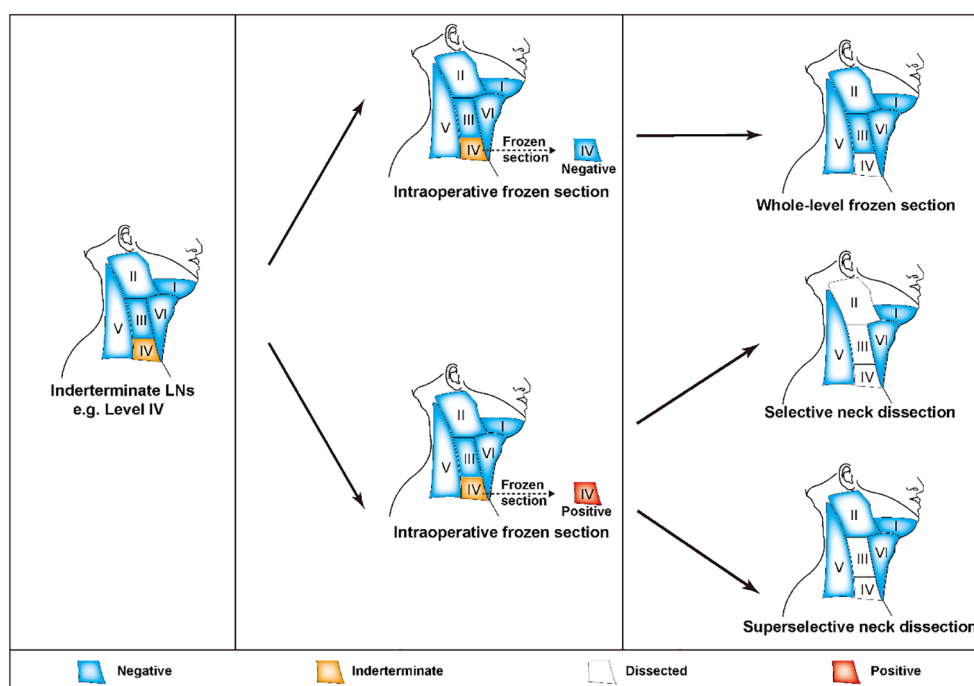 II
I
V
III
VI
IV
Inderterminate LNs
e.g. Level IV
II
I
V
III
VI
IV
Frozen
section
IV
Negative
Intraoperative frozen section
II
I
V
III
VI
IV
Frozen
section
IV
Positive
Intraoperative frozen section
II
I
V
III
VI
IV
Whole-level frozen section
II
I
V
III
VI
IV
Selective neck dissection
II
I
V
III
VI
IV
Superselective neck dissection
Negative
Inderterminate
Dissected
Positive